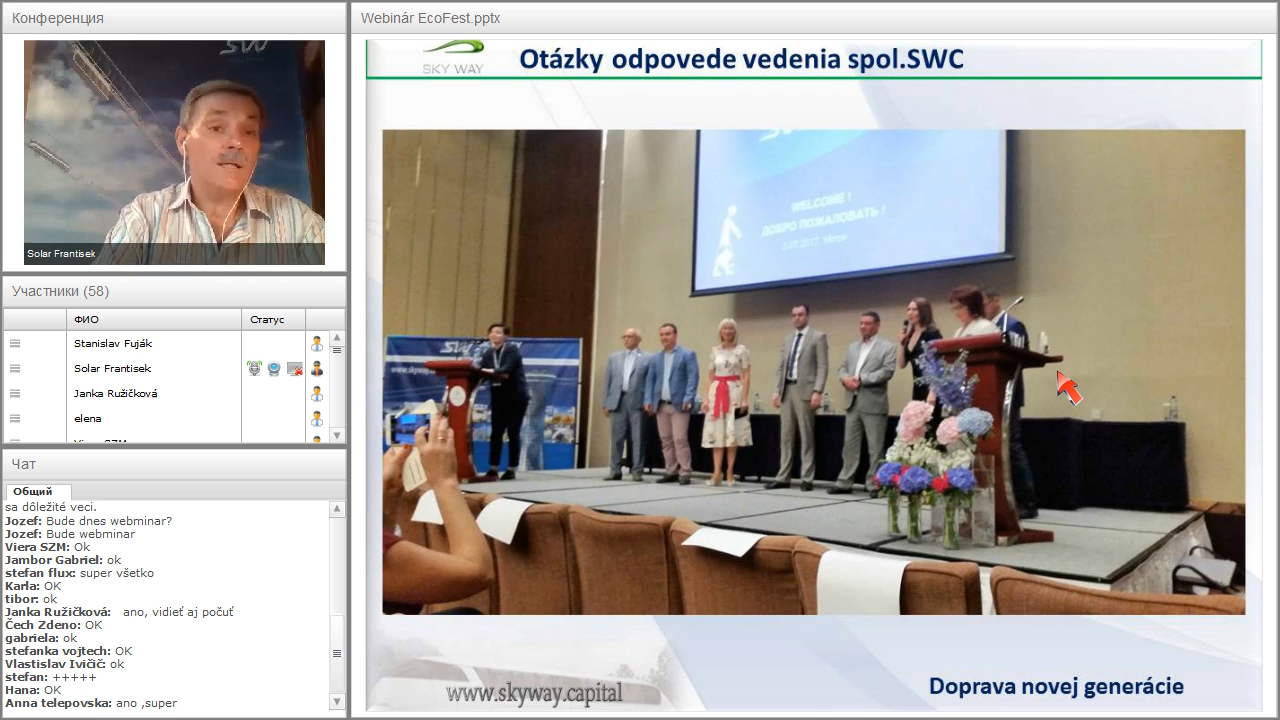 Конференция
Solar Frantisek
Участники (58)
ФИО Статус
Stanislav Fuják
Solar Frantisek
Janka Ružičková
elena
Viera SZM
Чат
Общий
sa dôležité veci.
Jozef: Bude dnes webminar?
Jozef: Bude webminar
Viera SZM: Ok
Jambor Gabriel: ok
stefan flux: super všetko
Karla: OK
tibor: ok
Janka Ružičková: ano, vidieť aj počuť
Čech Zdeno: OK
gabriela: ok
stefanka vojtech: OK
Vlastislav Ivičič: ok
stefan: +++++
Hana: OK
Anna telepovska: ano ,super
Webinár EcoFest.pptx
SKY WAY
Otázky odpovede vedenia spol.SWC
WELCOME !
ДОБРО ПОЖАЛОВАТЬ !
www.skyway.capital
Doprava novej generácie